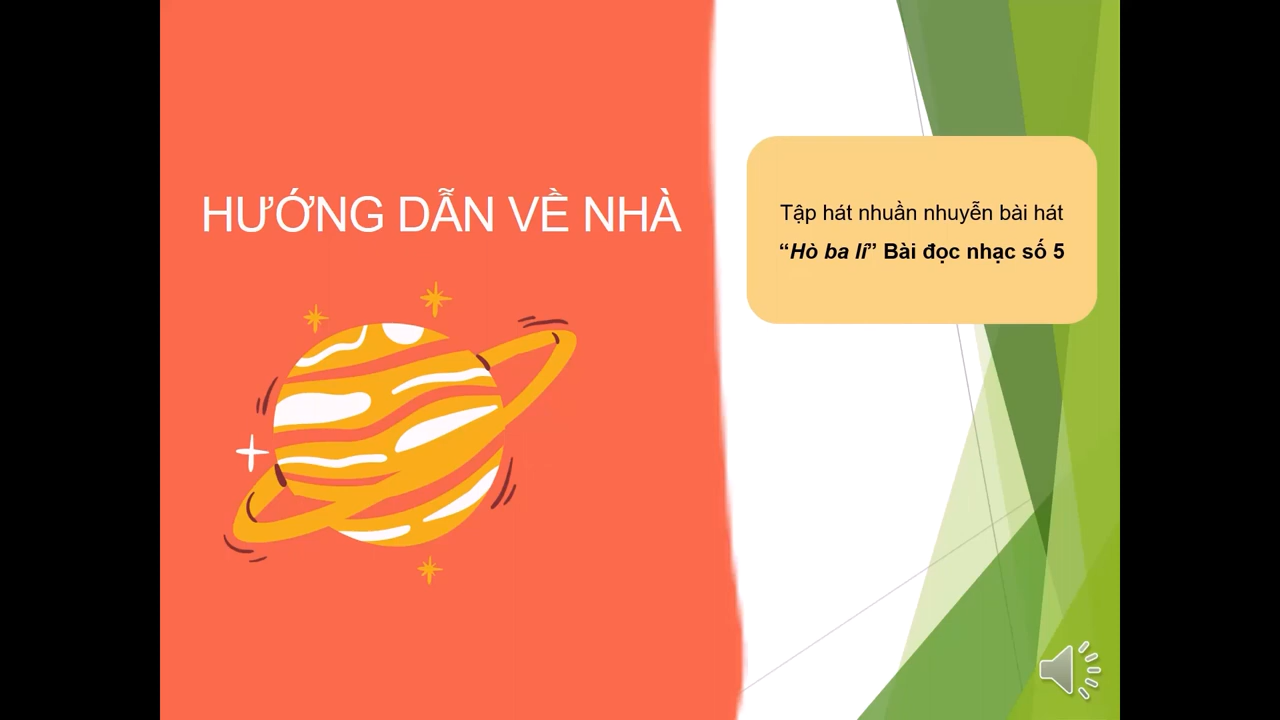 HƯỚNG DẪN VỀ NHÀ
Tập hát nhuần nhuyễn bài hát
“Hò ba lí” Bài đọc nhạc số 5